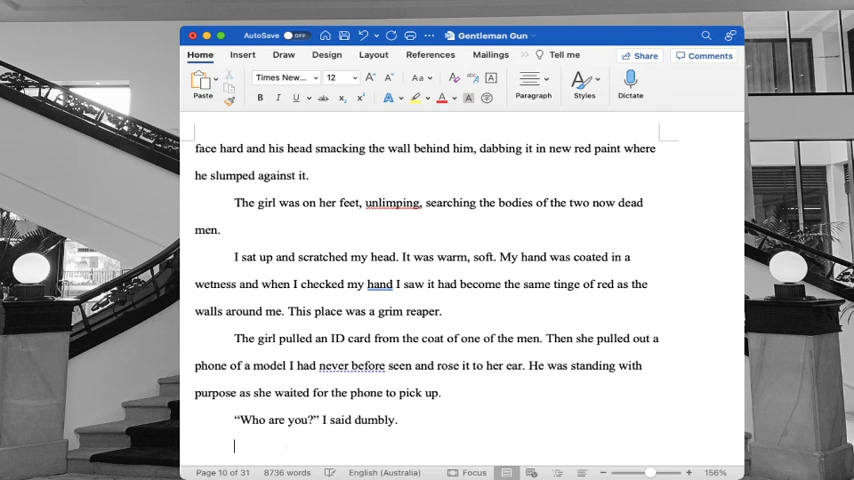 AutoSave OFF Gentleman Gun
Home Insert Draw Design Layout References Mailings >> Tell me Share Comments
Paste Times New... 12 A A Aa A abc A Paragraph Styles Dictate
B I U ab x2 x2 A A A
face hard and his head smacking the wall behind him, dabbing it in new red paint where
he slumped against it.
The girl was on her feet, unlimping, searching the bodies of the two now dead
men.
I sat up and scratched my head. It was warm, soft. My hand was coated in a
wetness and when I checked my hand I saw it had become the same tinge of red as the
walls around me. This place was a grim reaper.
The girl pulled an ID card from the coat of one of the men. Then she pulled out a
phone of a model I had never before seen and rose it to her ear. He was standing with
purpose as she waited for the phone to pick up.
“Who are you?” I said dumbly.
Page 10 of 31 8736 words English (Australia) Focus 156%